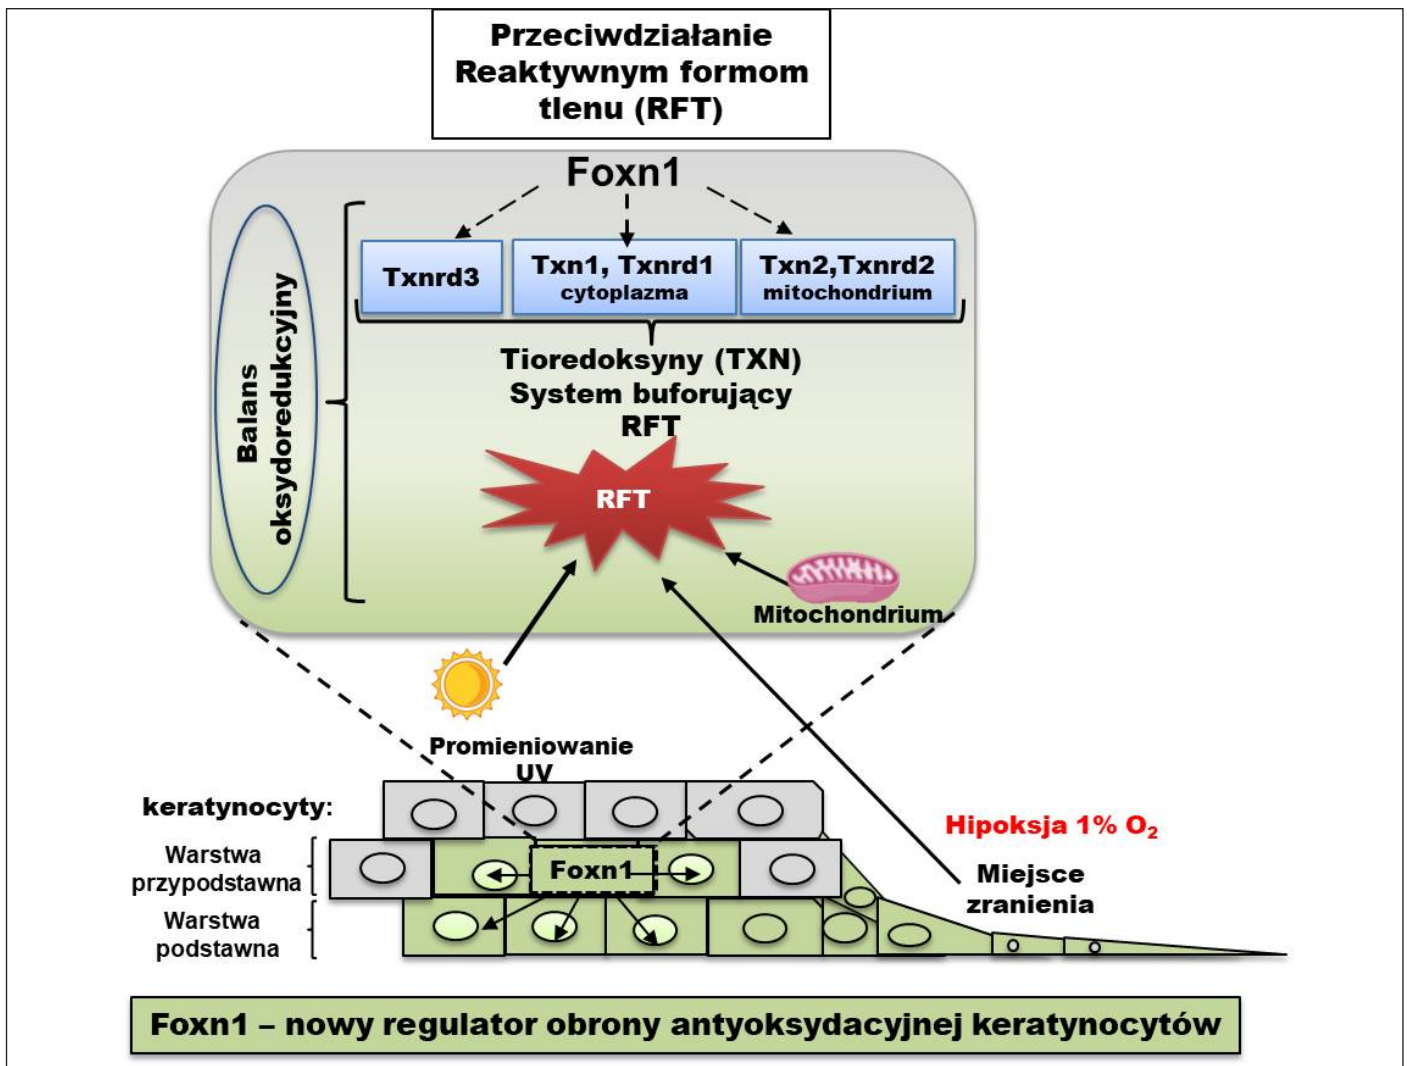 Przeciwdziałanie
Reaktywnym formom
tlenu (RFT)
Foxn1
Txnrd3
Txn1, Txnrd1
cytoplazma
Txn2,Txnrd2
mitochondrium
Balans
oksydoredukcyjny
Tioredoksyny (TXN)
System buforujący
RFT
RFT
Mitochondrium
Promieniowanie
UV
keratynocyty:
Hipoksja 1% O₂
Warstwa
przypodstawna
Foxn1
Miejsce
zranienia
Warstwa
podstawna
Foxn1 – nowy regulator obrony antyoksydacyjnej keratynocytów